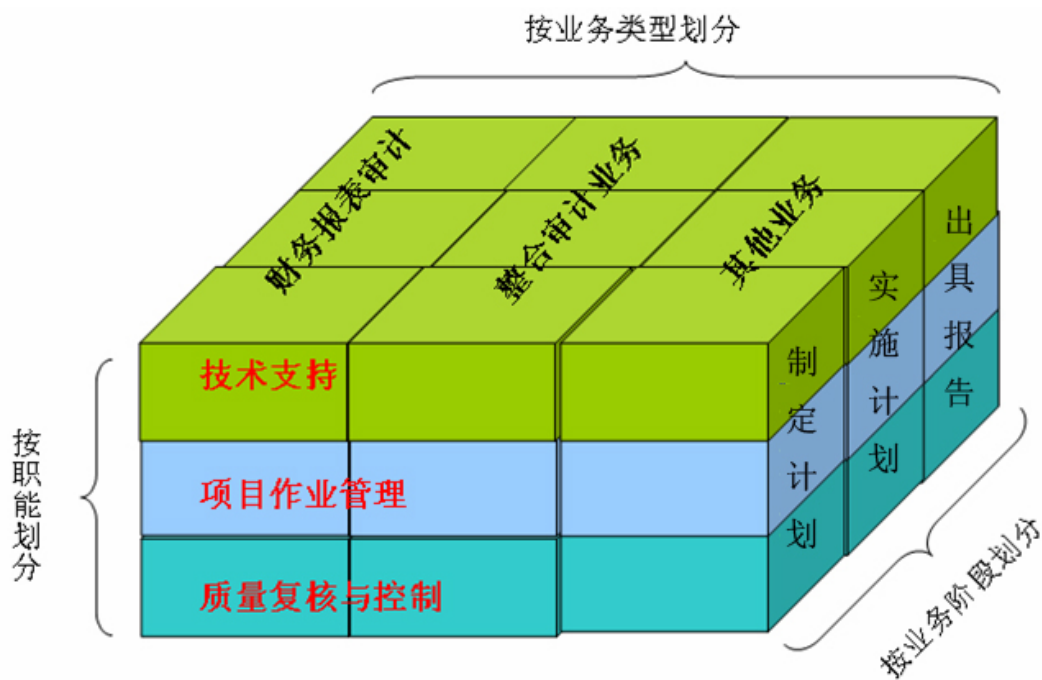 按业务类型划分
财务报表审计
整合审计业务
其他业务
出具报告
实施计划
制定计划
技术支持
项目作业管理
质量复核与控制
按职能划分
按业务阶段划分